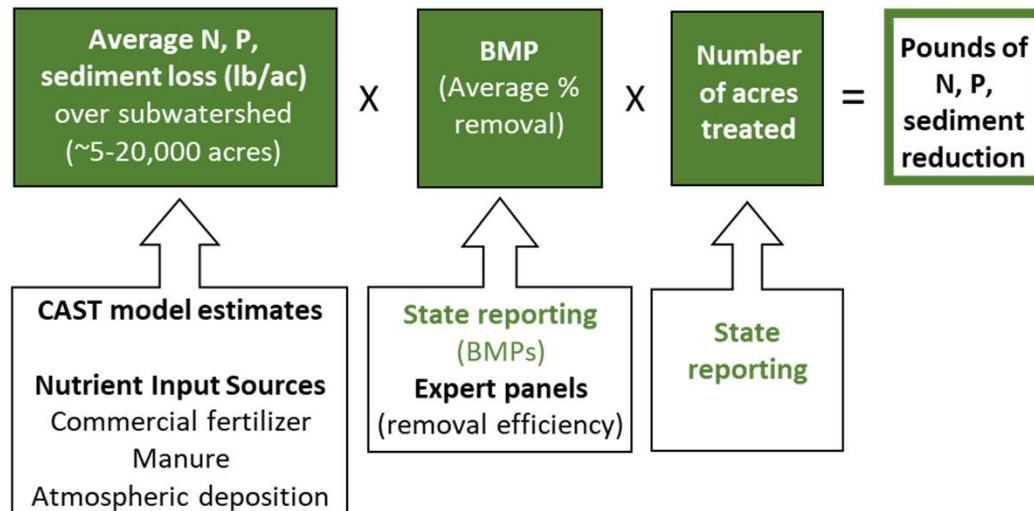 Average N, P,
sediment loss (lb/ac)
over subwatershed
(~5-20,000 acres)
X
BMP
(Average %
removal)
X
Number
of acres
treated
=
Pounds of
N, P,
sediment
reduction
CAST model estimates
Nutrient Input Sources
Commercial fertilizer
Manure
Atmospheric deposition
State reporting
(BMPs)
Expert panels
(removal efficiency)
State
reporting